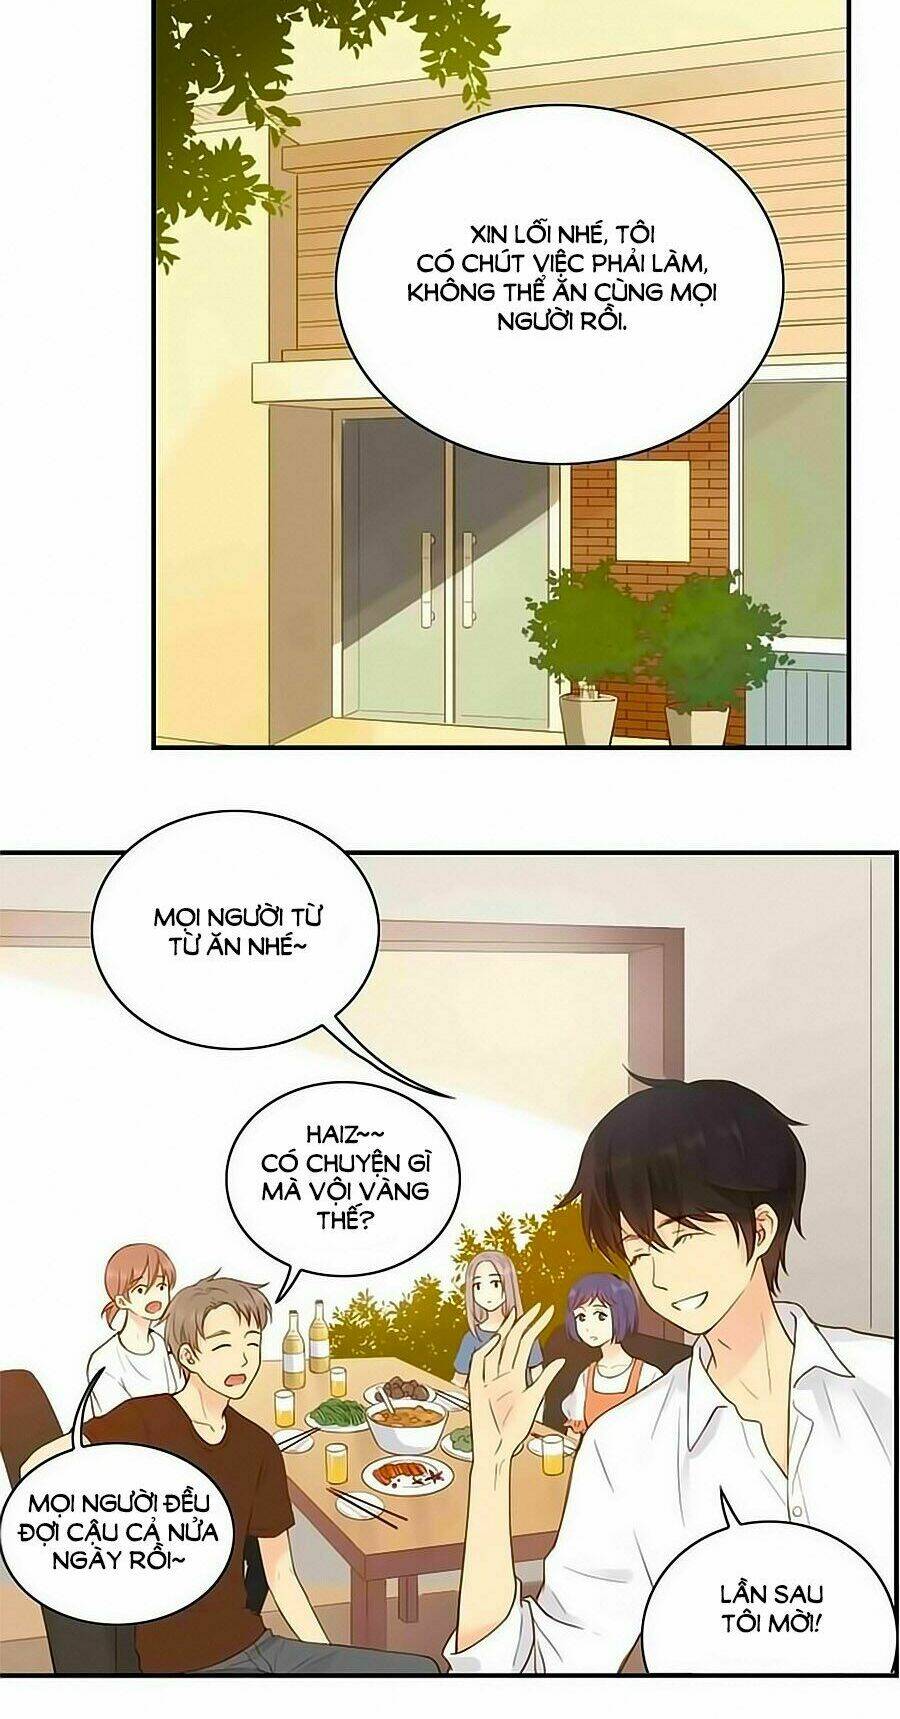 XIN LỖI NHÉ, TÔI
CÓ CHÚT VIỆC PHẢI LÀM,
KHÔNG THỂ ĂN CÙNG MỌI
NGƯỜI RỒI.
MỌI NGƯỜI TỪ
TỪ ĂN NHÉ~
HAIZ~~
CÓ CHUYỆN GÌ
MÀ VỘI VÀNG
THẾ?
MỌI NGƯỜI ĐỀU
ĐỢI CẬU CẢ NỬA
NGÀY RỒI~
LẦN SAU
TÔI MỜI!